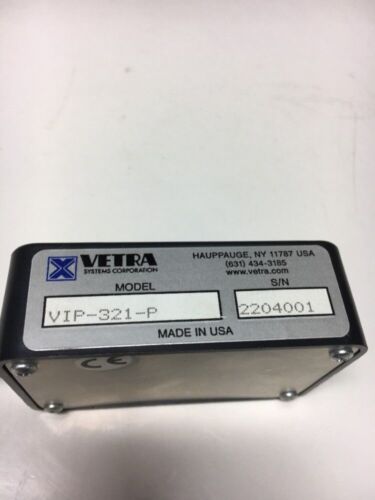 VETRA
SYSTEMS CORPORATION
HAUPPAUGE, NY 11787 USA
(631) 434-3185
www.vetra.com
MODEL
S/N
VIP-321-P
2204001
MADE IN USA
CE